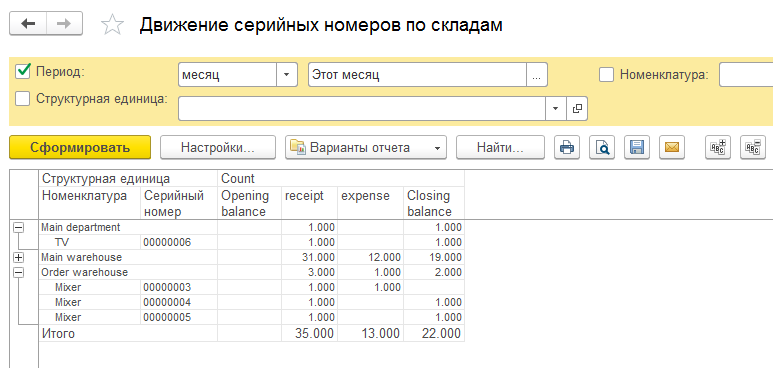 Движение серийных номеров по складам
Период: месяц Этот месяц ... Номенклатура:
Структурная единица:
Сформировать Настройки... Варианты отчета Найти...
Структурная единица Count
Номенклатура Серийный номер Opening balance receipt expense Closing balance
Main department 1.000 1.000
TV 00000006 1.000 1.000
Main warehouse 31.000 12.000 19.000
Order warehouse 3.000 1.000 2.000
Mixer 00000003 1.000 1.000
Mixer 00000004 1.000 1.000
Mixer 00000005 1.000 1.000
Итого 35.000 13.000 22.000